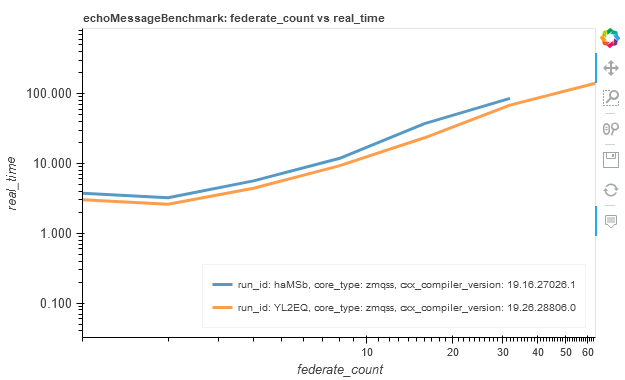 echoMessageBenchmark: federate_count vs real_time
100.000
10.000
1.000
0.100
real_time
run_id: haMSb, core_type: zmqss, cxx_compiler_version: 19.16.27026.1
run_id: YL2EQ, core_type: zmqss, cxx_compiler_version: 19.26.28806.0
10 20 30 40 50 60
federate_count